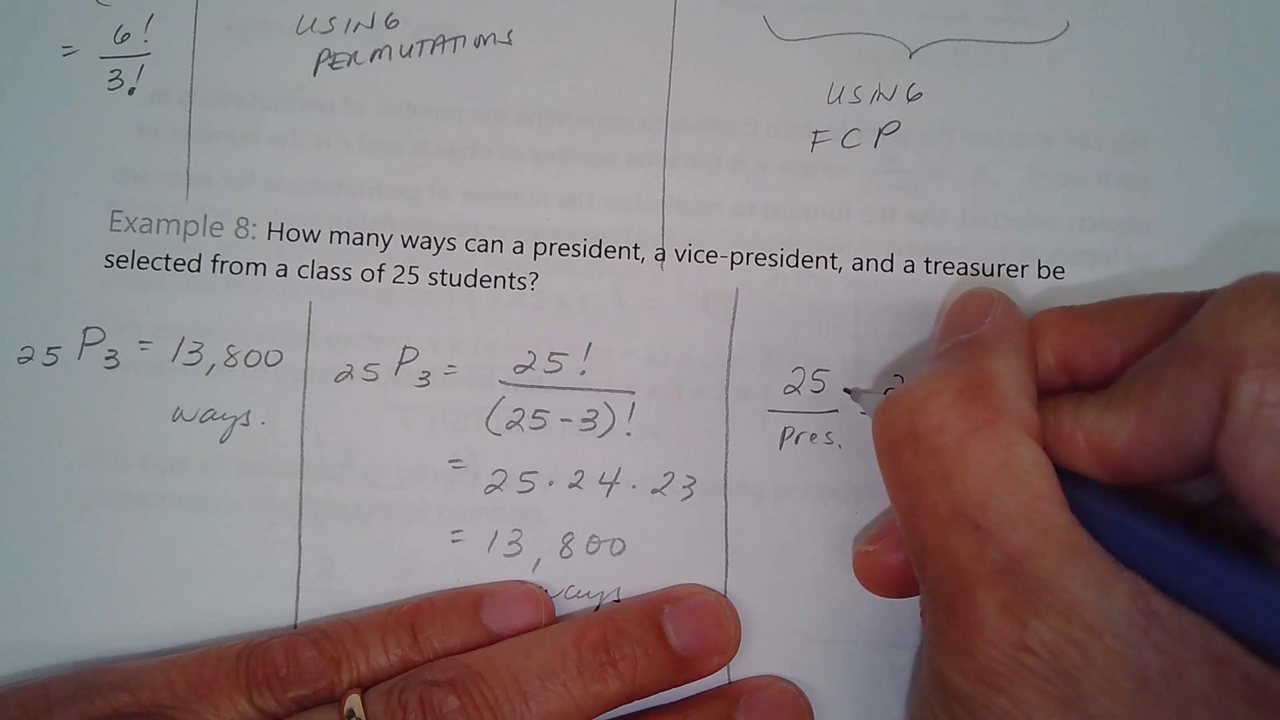 = 6!
3!
USING
PERMUTATIONS
USING
FCP
Example 8: How many ways can a president, a vice-president, and a treasurer be
selected from a class of 25 students?
25 P3 = 13,800
ways.
25 P3 = 25!
(25-3)!
= 25 · 24 · 23
= 13,800
ways
25 ·
Pres.